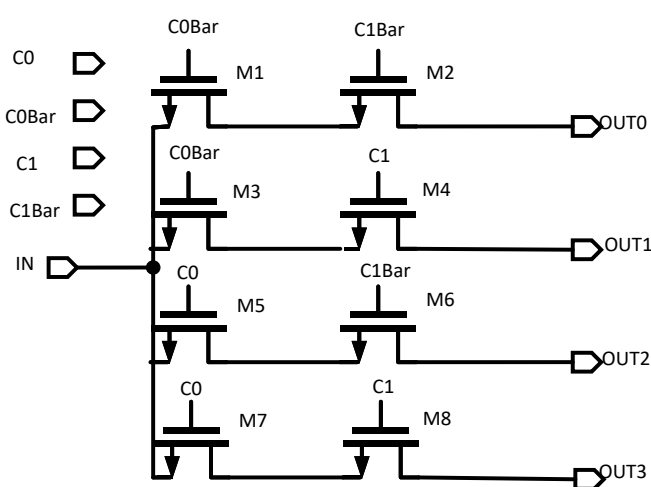 C0Bar
C1Bar
C0
M1
M2
C0Bar
OUT0
C1
C0Bar
C1
M3
M4
C1Bar
IN
OUT1
C0
C1Bar
M5
M6
OUT2
C0
C1
M7
M8
OUT3